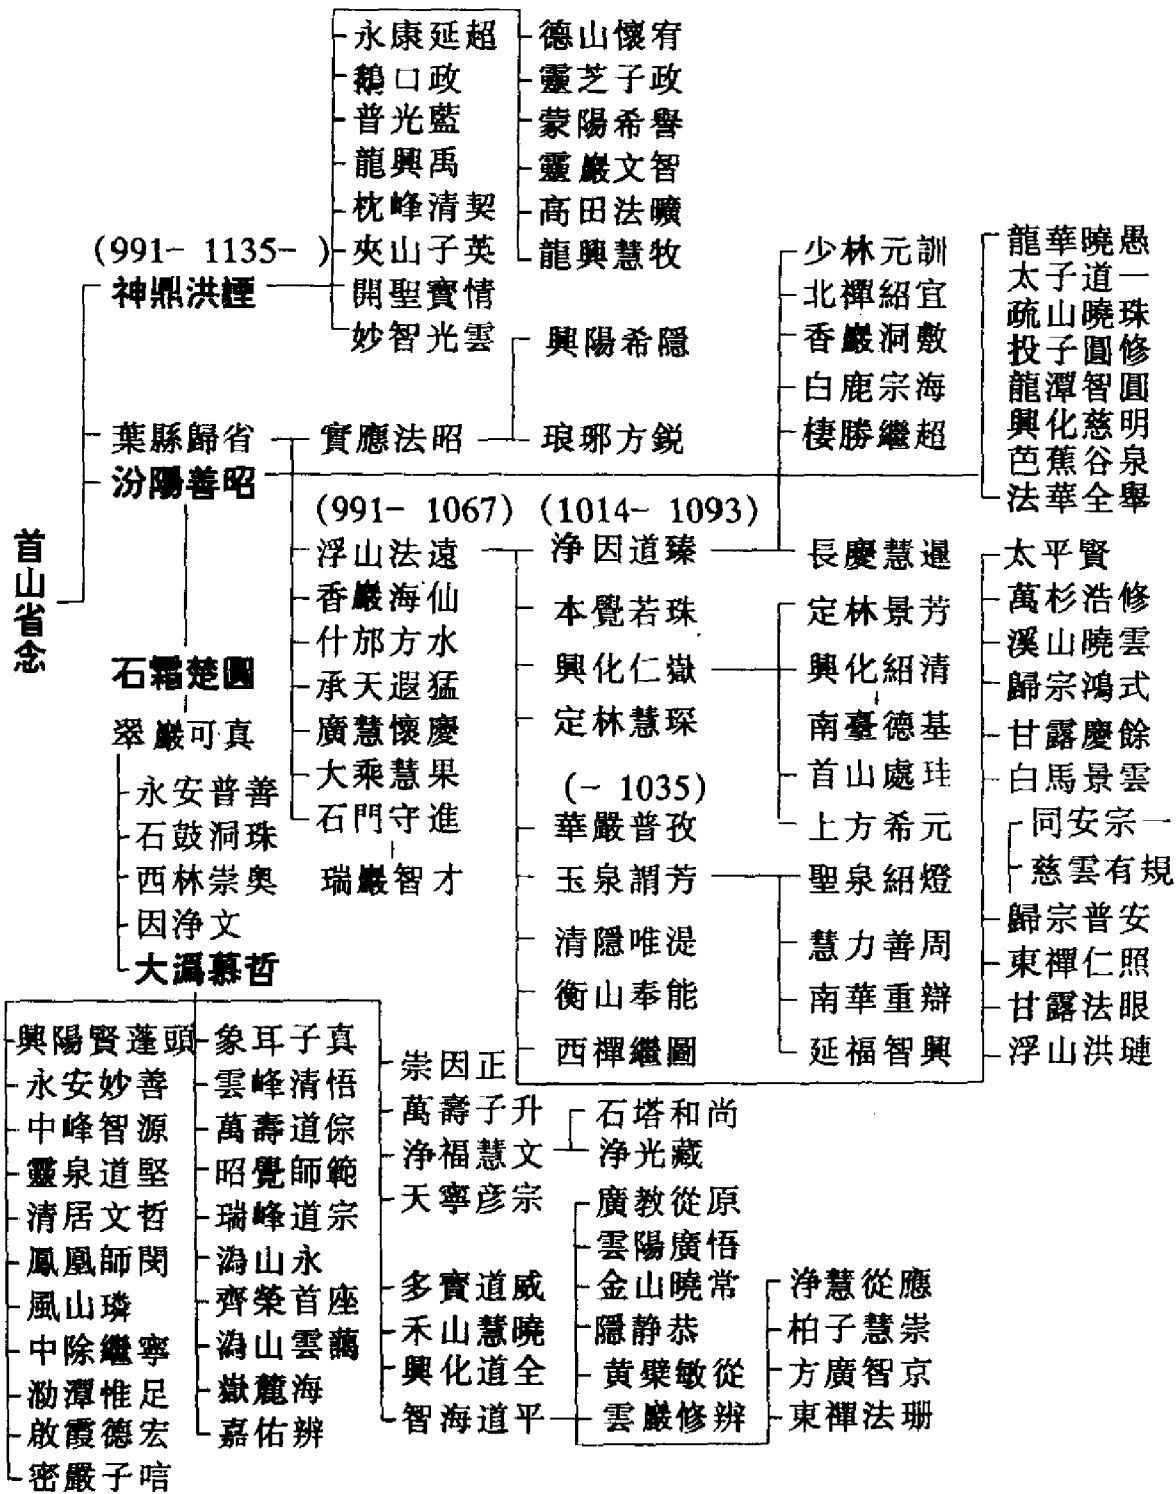 首山省念
(991- 1135- )
神鼎洪諲
永康延超
鵝口政
普光藍
龍興禹
枕峰清契
夾山子英
開聖寶情
妙智光雲
德山懷宥
靈芝子政
蒙陽希譽
靈巖文智
高田法曠
龍興慧牧
葉縣歸省
寶應法昭
興陽希隱
琅琊方銳
汾陽善昭
龍華曉愚
太子道一
疏山曉珠
投子圓修
龍潭智圓
興化慈明
芭蕉谷泉
法華全舉
(991- 1067)
浮山法遠
香巖海仙
什邡方水
承天遐猛
廣慧懷慶
大乘慧果
石門守進
瑞巖智才
(1014- 1093)
淨因道臻
本覺若珠
興化仁嶽
定林慧琛
(- 1035)
華嚴普孜
玉泉謂芳
清隱唯湜
衡山奉能
西禪繼圖
少林元訓
北禪紹宜
香巖洞敷
白鹿宗海
棲勝繼超
長慶慧暹
定林景芳
興化紹清
南臺德基
首山處珪
上方希元
聖泉紹燈
慧力善周
南華重辯
延福智興
太平賢
萬杉浩修
溪山曉雲
歸宗鴻式
甘露慶餘
白馬景雲
同安宗一
慈雲有規
歸宗普安
東禪仁照
甘露法眼
浮山洪璉
石霜楚圓
翠巖可真
永安普善
石鼓洞珠
西林崇奧
因淨文
大溈慕哲
興陽賢蓬頭
永安妙善
中峰智源
靈泉道堅
清居文哲
鳳凰師閔
風山璘
中除繼寧
泐潭惟足
啟霞德宏
密嚴子唁
象耳子真
雲峰清悟
萬壽道倧
昭覺師範
瑞峰道宗
溈山永
齊榮首座
溈山雲藹
嶽麓海
嘉佑辨
崇因正
萬壽子升
淨福慧文
天寧彦宗
多寶道威
禾山慧曉
興化道全
智海道平
石塔和尚
淨光藏
廣教從原
雲陽廣悟
金山曉常
隱静恭
黄檗敏從
雲巖修辨
淨慧從應
柏子慧崇
方廣智京
東禪法珊